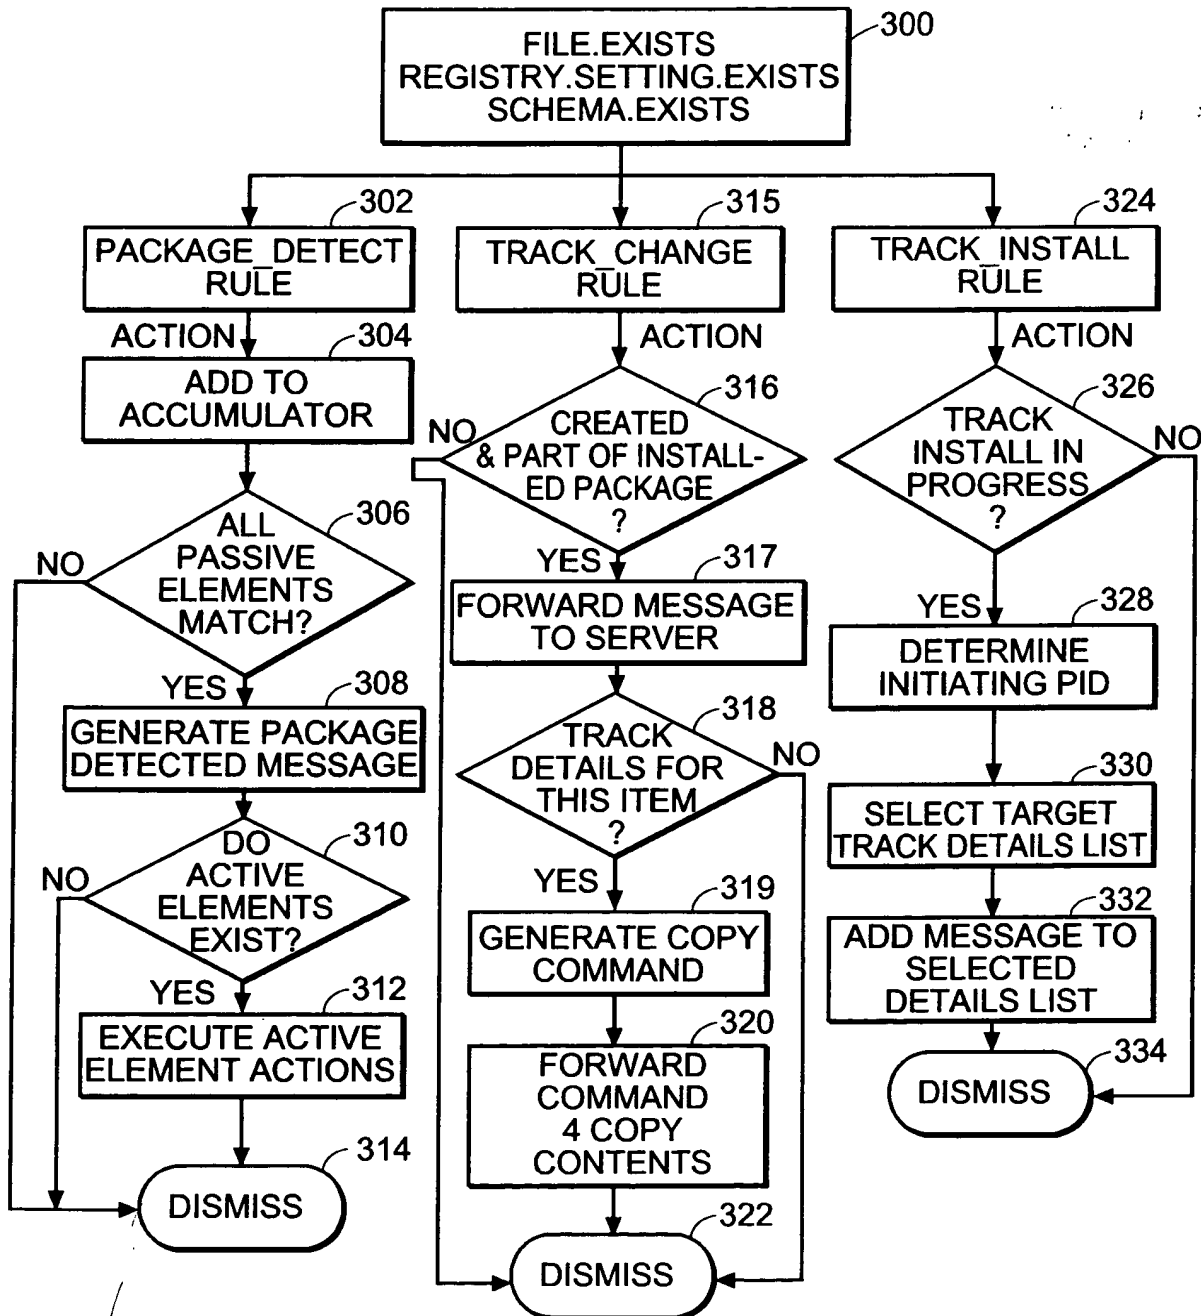 300
FILE.EXISTS
REGISTRY.SETTING.EXISTS
SCHEMA.EXISTS
302
PACKAGE_DETECT
RULE
ACTION
304
ADD TO
ACCUMULATOR
306
ALL
PASSIVE
ELEMENTS
MATCH?
NO
YES
308
GENERATE PACKAGE
DETECTED MESSAGE
310
DO
ACTIVE
ELEMENTS
EXIST?
NO
YES
312
EXECUTE ACTIVE
ELEMENT ACTIONS
314
DISMISS
315
TRACK_CHANGE
RULE
ACTION
316
NO
CREATED
& PART OF INSTALL-
ED PACKAGE
?
YES
317
FORWARD MESSAGE
TO SERVER
318
TRACK
DETAILS FOR
THIS ITEM
?
NO
YES
319
GENERATE COPY
COMMAND
320
FORWARD
COMMAND
4 COPY
CONTENTS
322
DISMISS
324
TRACK_INSTALL
RULE
ACTION
326
TRACK
INSTALL IN
PROGRESS
?
NO
YES
328
DETERMINE
INITIATING PID
330
SELECT TARGET
TRACK DETAILS LIST
332
ADD MESSAGE TO
SELECTED
DETAILS LIST
334
DISMISS